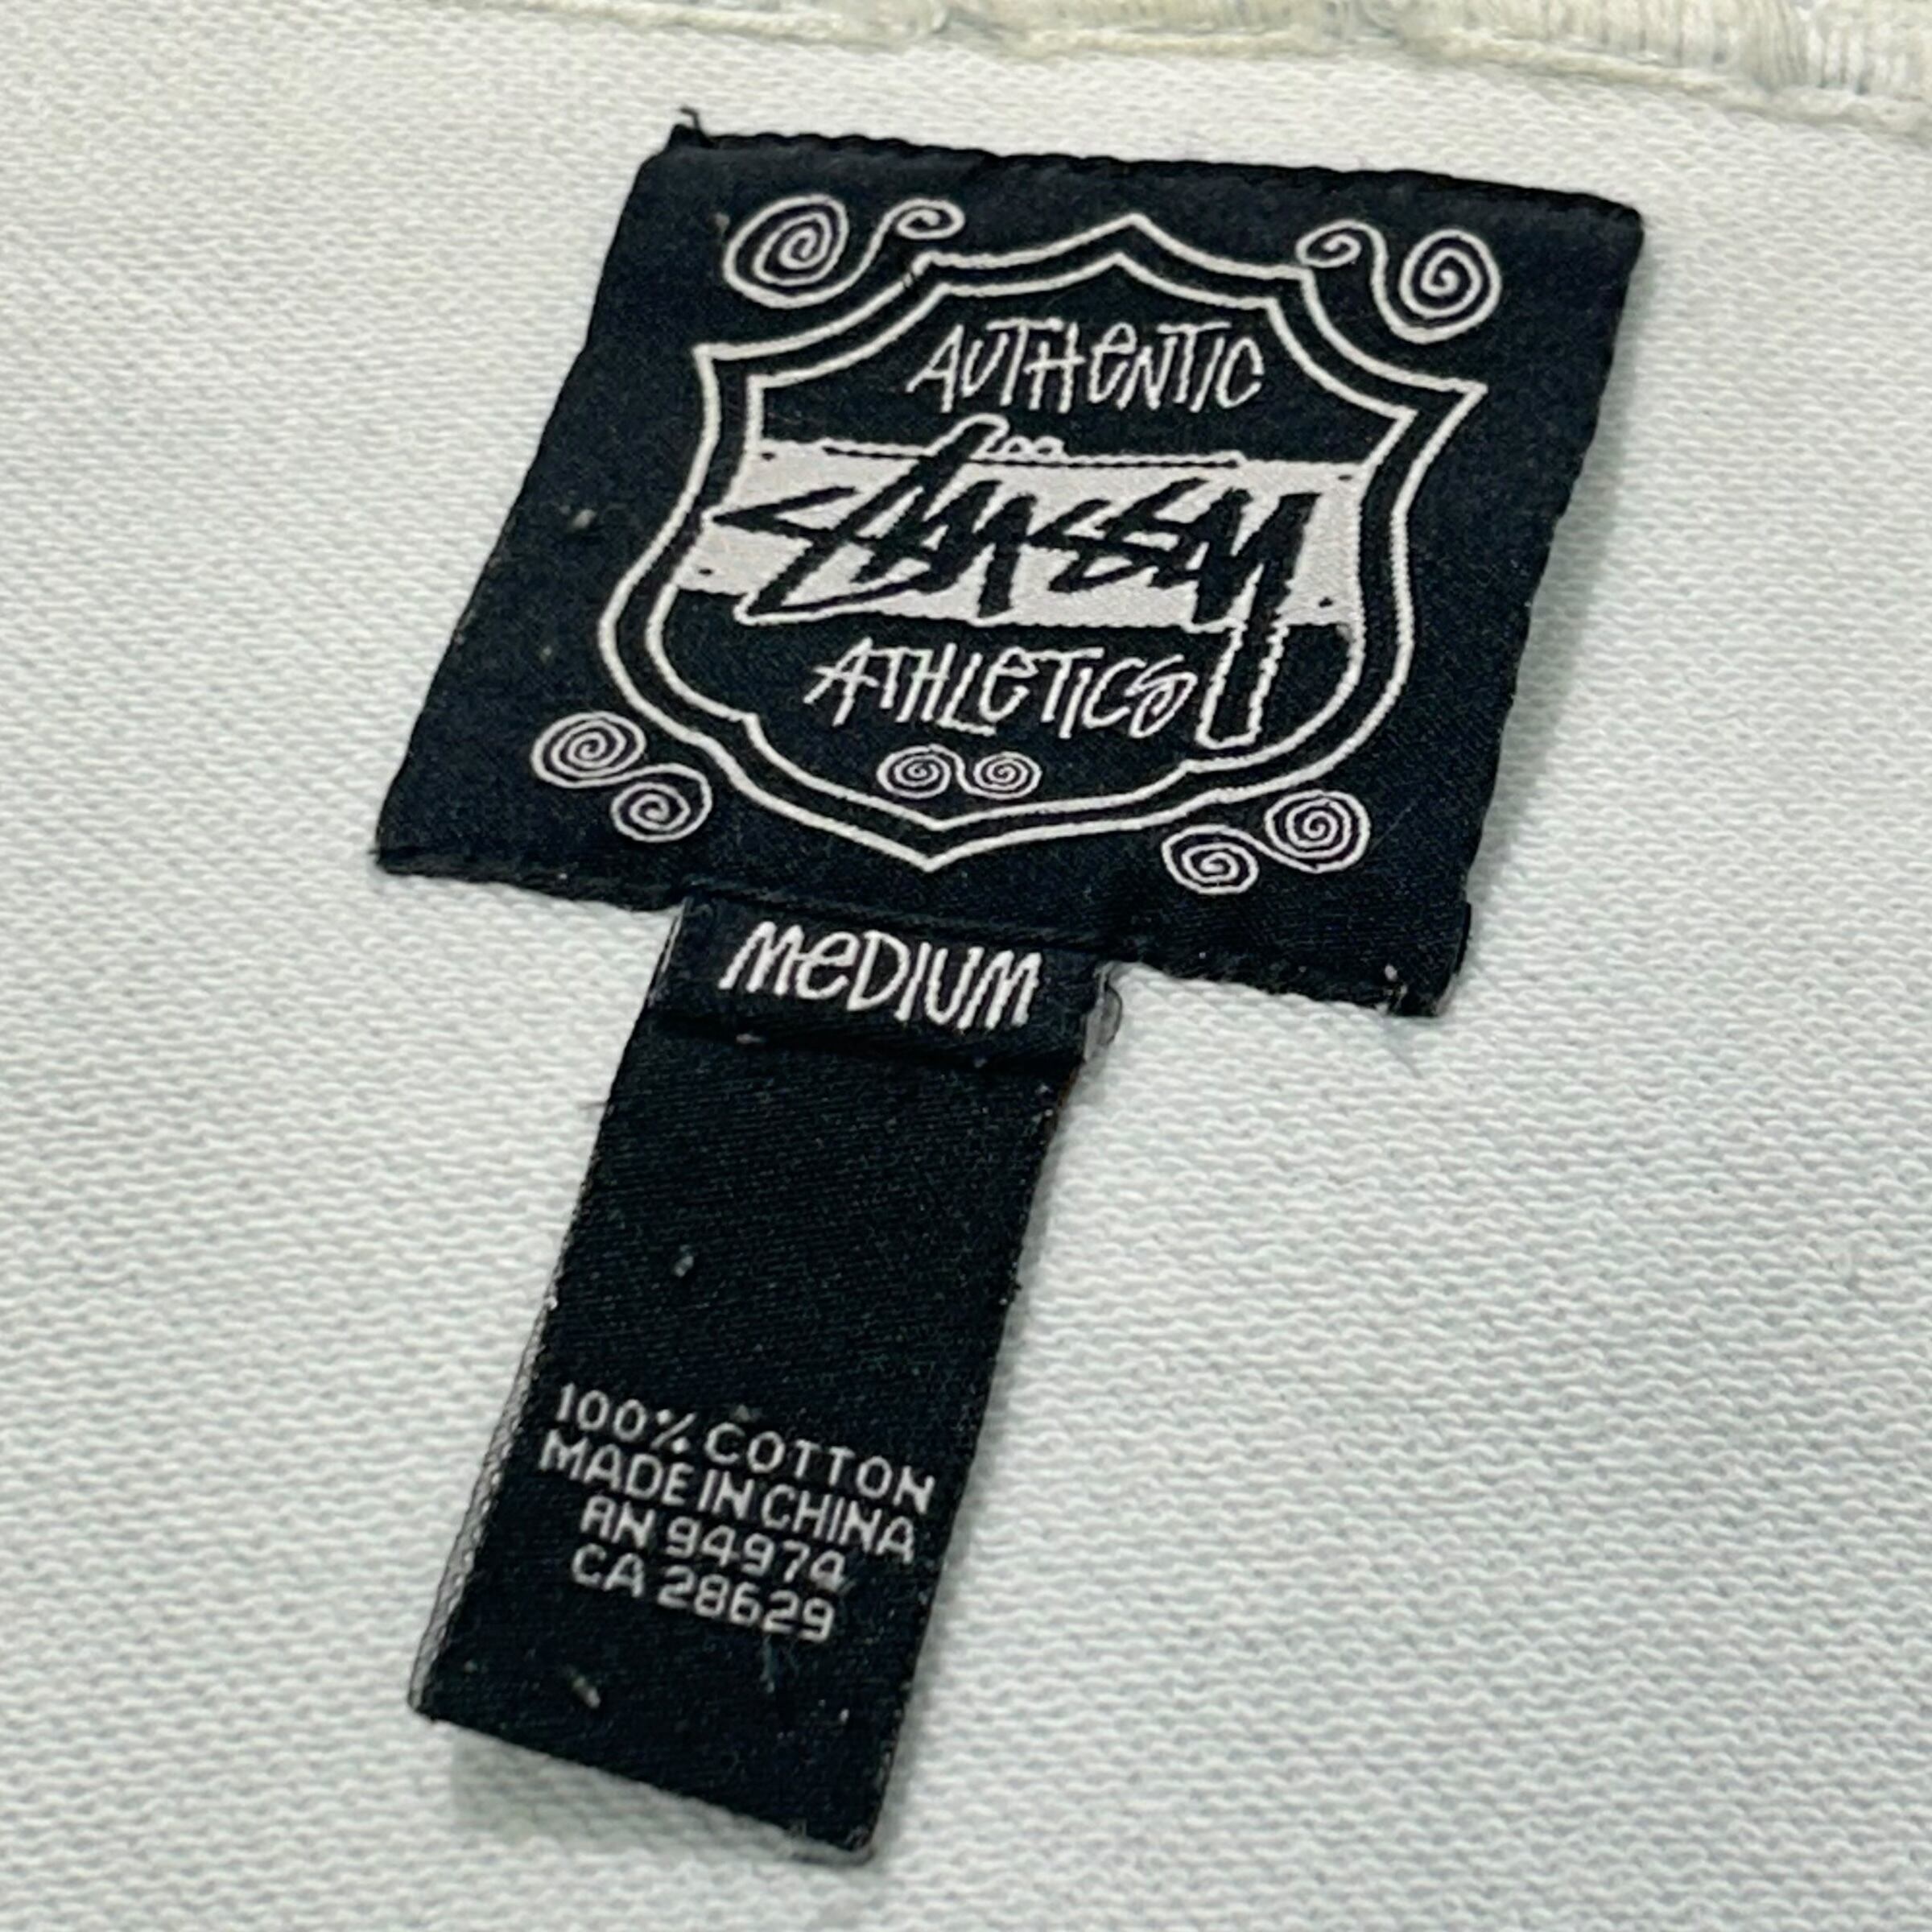 AUTHeNTIC
Stussy
ATHLeTICS
MeDIUM
100% COTTON
MADE IN CHINA
RN 94974
CA 28629